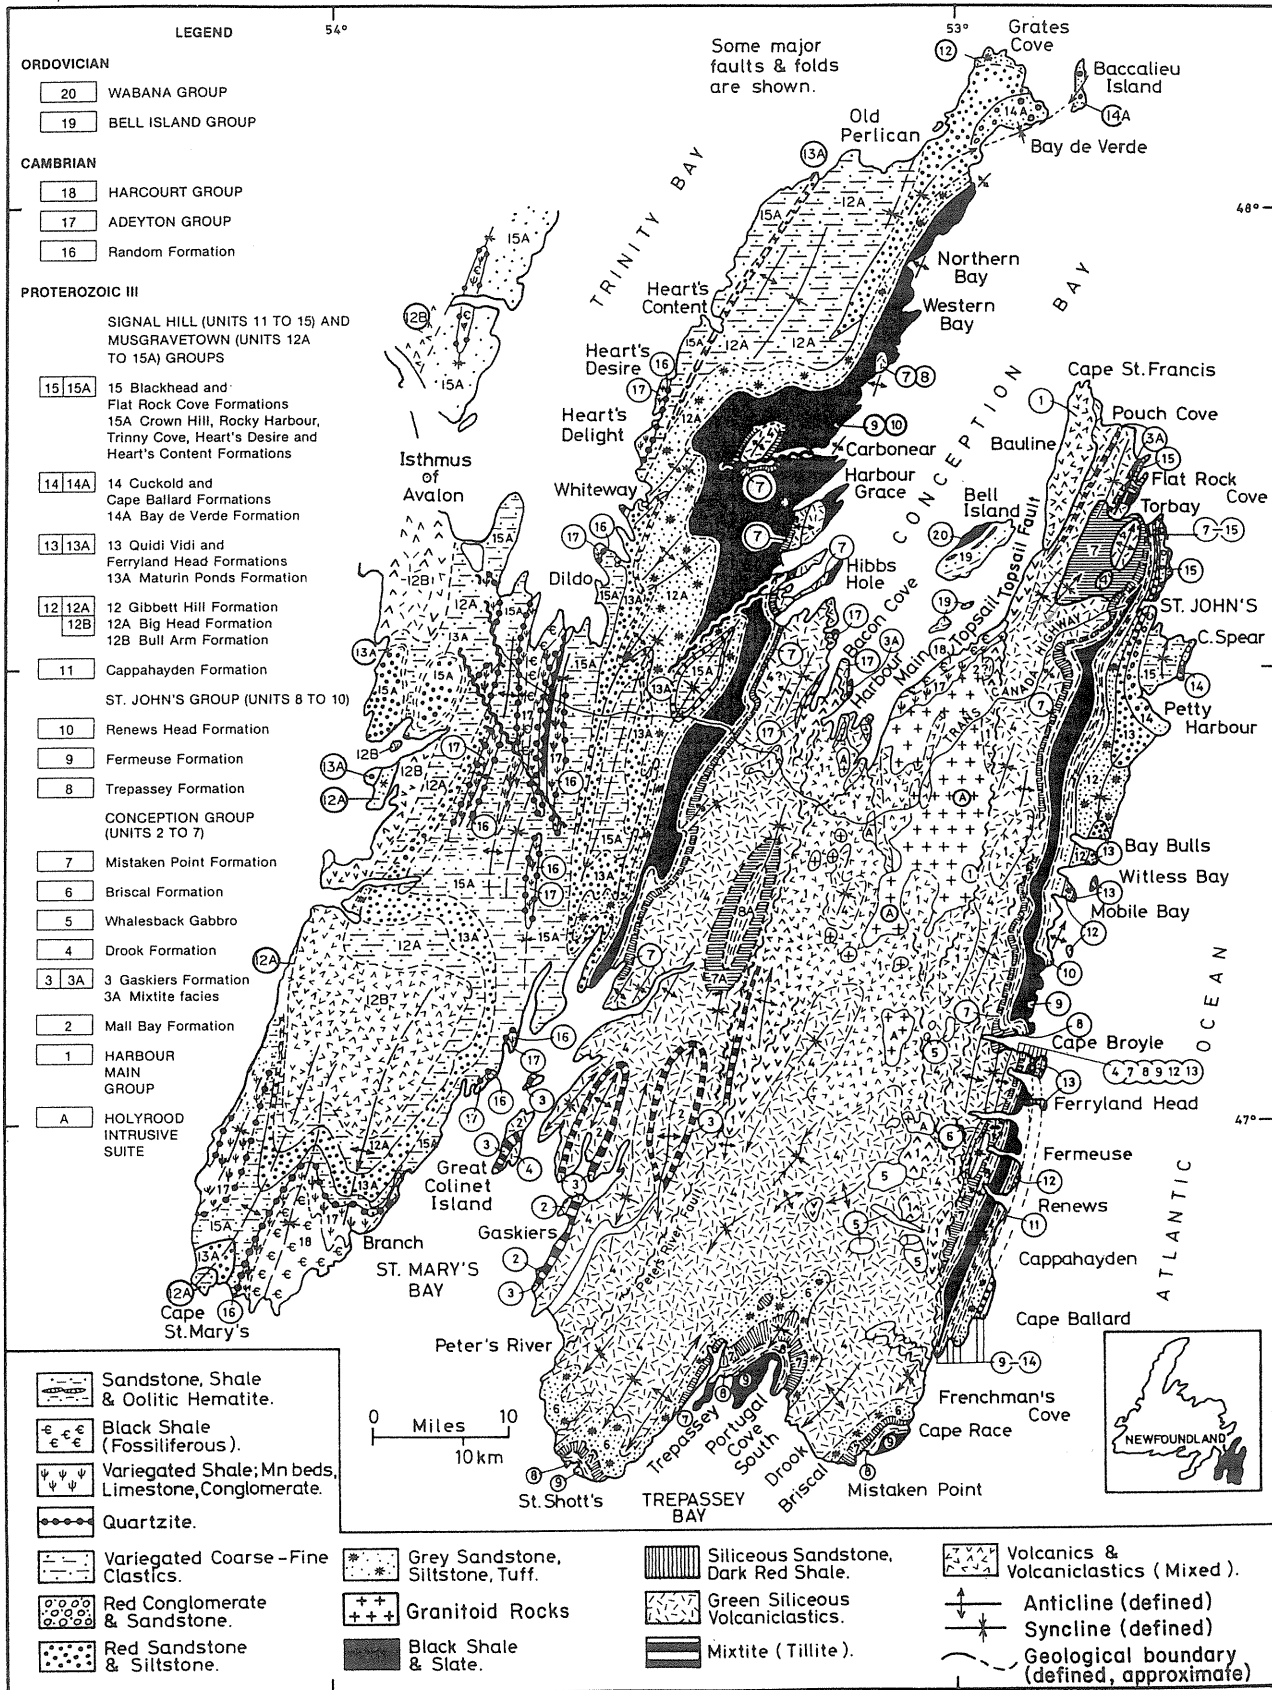 LEGEND
ORDOVICIAN
20 WABANA GROUP
19 BELL ISLAND GROUP
CAMBRIAN
18 HARCOURT GROUP
17 ADEYTON GROUP
16 Random Formation
PROTEROZOIC III
SIGNAL HILL (UNITS 11 TO 15) AND
MUSGRAVETOWN (UNITS 12A
TO 15A) GROUPS
15 15A 15 Blackhead and
Flat Rock Cove Formations
15A Crown Hill, Rocky Harbour,
Trinny Cove, Heart's Desire and
Heart's Content Formations
14 14A 14 Cuckold and
Cape Ballard Formations
14A Bay de Verde Formation
13 13A 13 Quidi Vidi and
Ferryland Head Formations
13A Maturin Ponds Formation
12 12A 12 Gibbett Hill Formation
12B 12A Big Head Formation
12B Bull Arm Formation
11 Cappahayden Formation
ST. JOHN'S GROUP (UNITS 8 TO 10)
10 Renews Head Formation
9 Fermeuse Formation
8 Trepassey Formation
CONCEPTION GROUP
(UNITS 2 TO 7)
7 Mistaken Point Formation
6 Briscal Formation
5 Whalesback Gabbro
4 Drook Formation
3 3A 3 Gaskiers Formation
3A Mixtite facies
2 Mall Bay Formation
1 HARBOUR
MAIN
GROUP
A HOLYROOD
INTRUSIVE
SUITE
54°
53°
48°
47°
Some major
faults & folds
are shown.
Grates
Cove
Baccalieu
Island
Old
Perlican
Bay de Verde
TRINITY BAY
Northern
Bay
Western
Bay
Heart's
Content
Heart's
Desire
Heart's
Delight
CONCEPTION BAY
Carbonear
Harbour
Grace
Cape St. Francis
Pouch Cove
Bauline
Flat Rock
Cove
Torbay
Bell
Island
Isthmus
of
Avalon
Whiteway
Dildo
Hibbs
Hole
Topsail Fault
Topsail
Bacon Cove
Harbour Main
ST. JOHN'S
C. Spear
TRANS CANADA HIGHWAY
Petty
Harbour
Bay Bulls
Witless Bay
Mobile Bay
Cape Broyle
4 7 8 9 12 13
Ferryland Head
Fermeuse
Renews
Cappahayden
Cape Ballard
9-14
ATLANTIC OCEAN
Great
Colinet
Island
Gaskiers
Branch
ST. MARY'S
BAY
Cape
St. Mary's
Peter's River
Peters River Fault
Frenchman's
Cove
Cape Race
Trepassey
Portugal
Cove
South
Drook
Briscal
Mistaken Point
St. Shott's
TREPASSEY
BAY
0 Miles 10
10 km
NEWFOUNDLAND
Sandstone, Shale
& Oolitic Hematite.
Black Shale
(Fossiliferous).
Variegated Shale; Mn beds,
Limestone, Conglomerate.
Quartzite.
Variegated Coarse-Fine
Clastics.
Red Conglomerate
& Sandstone.
Red Sandstone
& Siltstone.
Grey Sandstone,
Siltstone, Tuff.
Granitoid Rocks
Black Shale
& Slate.
Siliceous Sandstone,
Dark Red Shale.
Green Siliceous
Volcaniclastics.
Mixtite (Tillite).
Volcanics &
Volcaniclastics (Mixed).
Anticline (defined)
Syncline (defined)
Geological boundary
(defined, approximate)